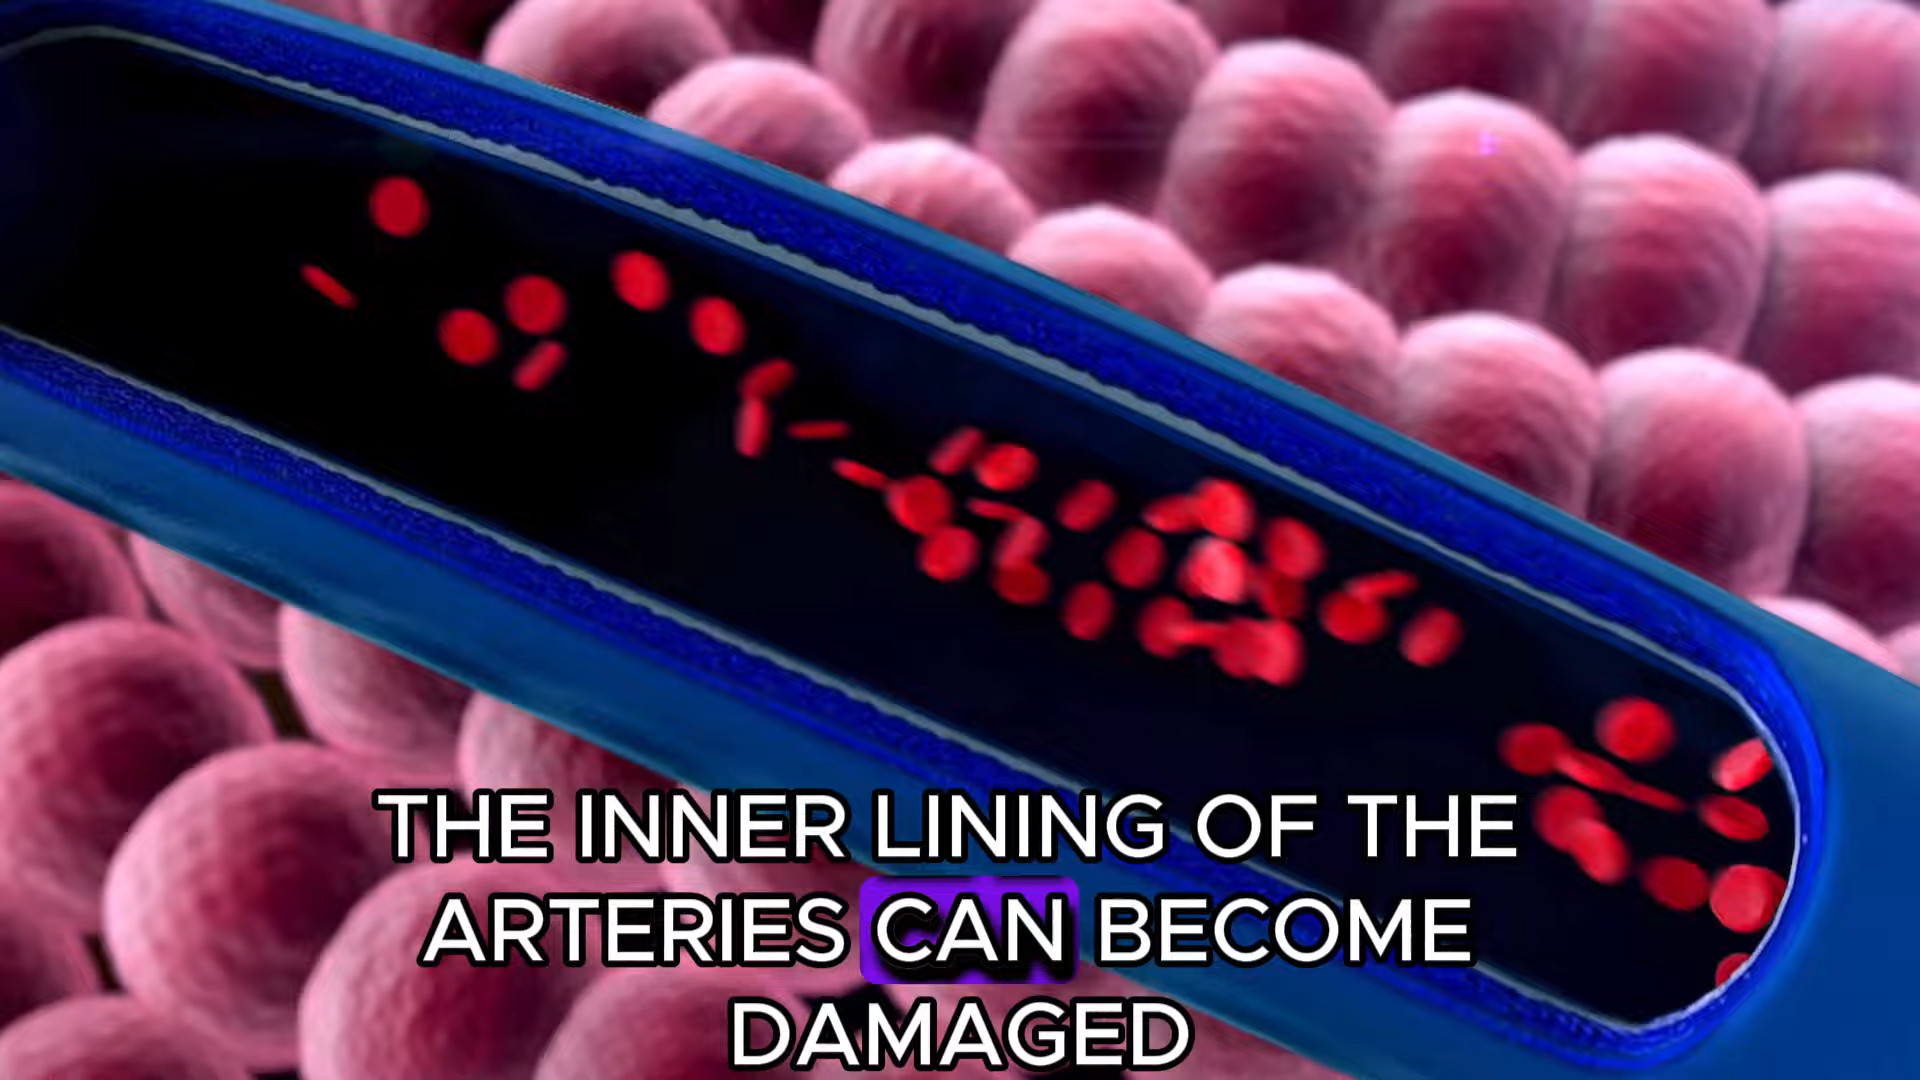 THE INNER LINING OF THE
ARTERIES CAN BECOME
DAMAGED